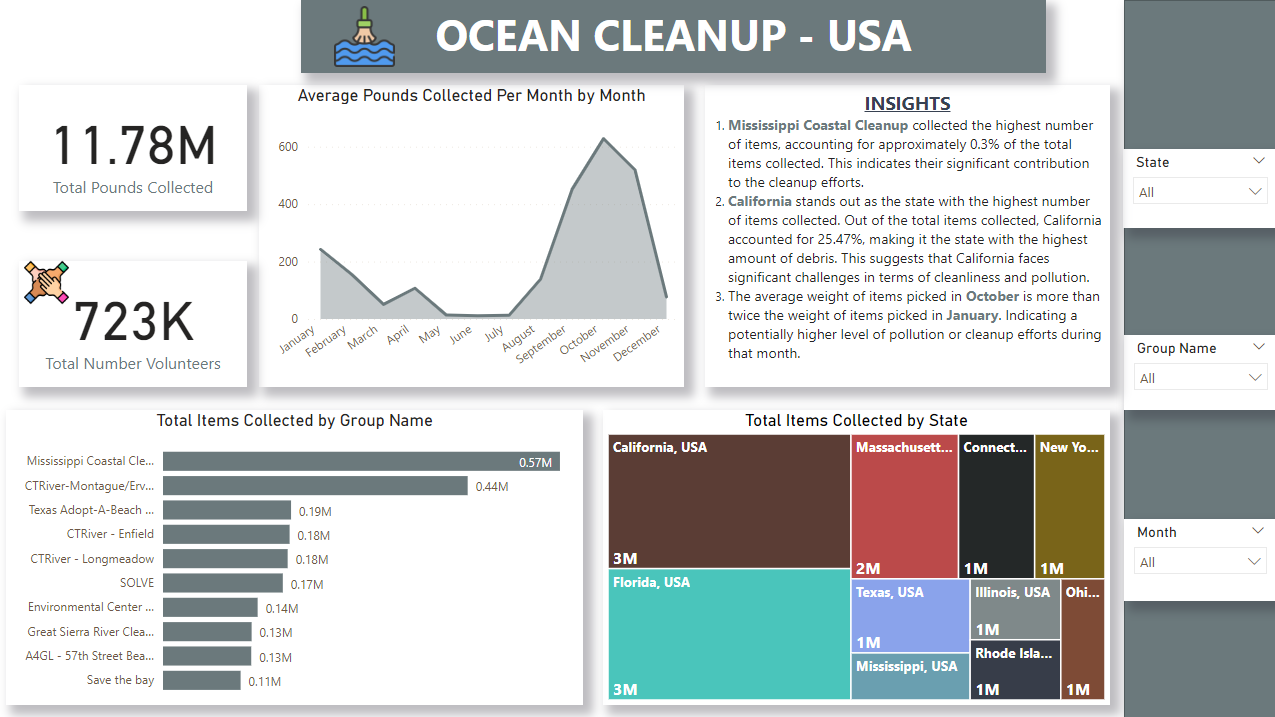 OCEAN CLEANUP - USA
11.78M
Total Pounds Collected
723K
Total Number Volunteers
Average Pounds Collected Per Month by Month
600
400
200
0
January
February
March
April
May
June
July
August
September
October
November
December
INSIGHTS
1. Mississippi Coastal Cleanup collected the highest number
of items, accounting for approximately 0.3% of the total
items collected. This indicates their significant contribution
to the cleanup efforts.
2. California stands out as the state with the highest number
of items collected. Out of the total items collected, California
accounted for 25.47%, making it the state with the highest
amount of debris. This suggests that California faces
significant challenges in terms of cleanliness and pollution.
3. The average weight of items picked in October is more than
twice the weight of items picked in January. Indicating a
potentially higher level of pollution or cleanup efforts during
that month.
State
All
Group Name
All
Month
All
Total Items Collected by Group Name
Mississippi Coastal Cle... 0.57M
CTRiver-Montague/Erv... 0.44M
Texas Adopt-A-Beach ... 0.19M
CTRiver - Enfield 0.18M
CTRiver - Longmeadow 0.18M
SOLVE 0.17M
Environmental Center ... 0.14M
Great Sierra River Clea... 0.13M
A4GL - 57th Street Bea... 0.13M
Save the bay 0.11M
Total Items Collected by State
California, USA
3M
Florida, USA
3M
Massachusett...
2M
Connect...
1M
New Yo...
1M
Texas, USA
1M
Mississippi, USA
Illinois, USA
1M
Rhode Isla...
1M
Ohi...
1M